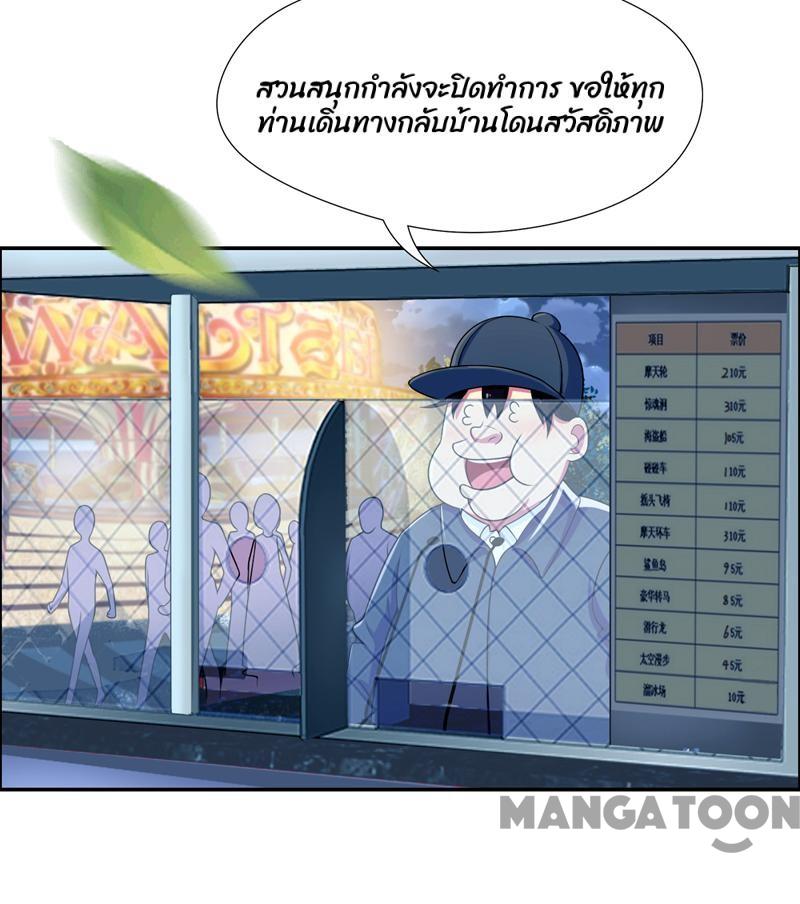 สวนสนุกกำลังจะปิดทำการ ขอให้ทุก
ท่านเดินทางกลับบ้านโดนสวัสดิภาพ
WALTER
项目 票价
摩天轮 210元
惊魂洞 310元
海盗船 105元
碰碰车 110元
摇头飞椅 110元
摩天环车 310元
鲨鱼岛 95元
豪华转马 85元
滑行龙 65元
太空漫步 45元
溜冰场 10元
MANGATOON